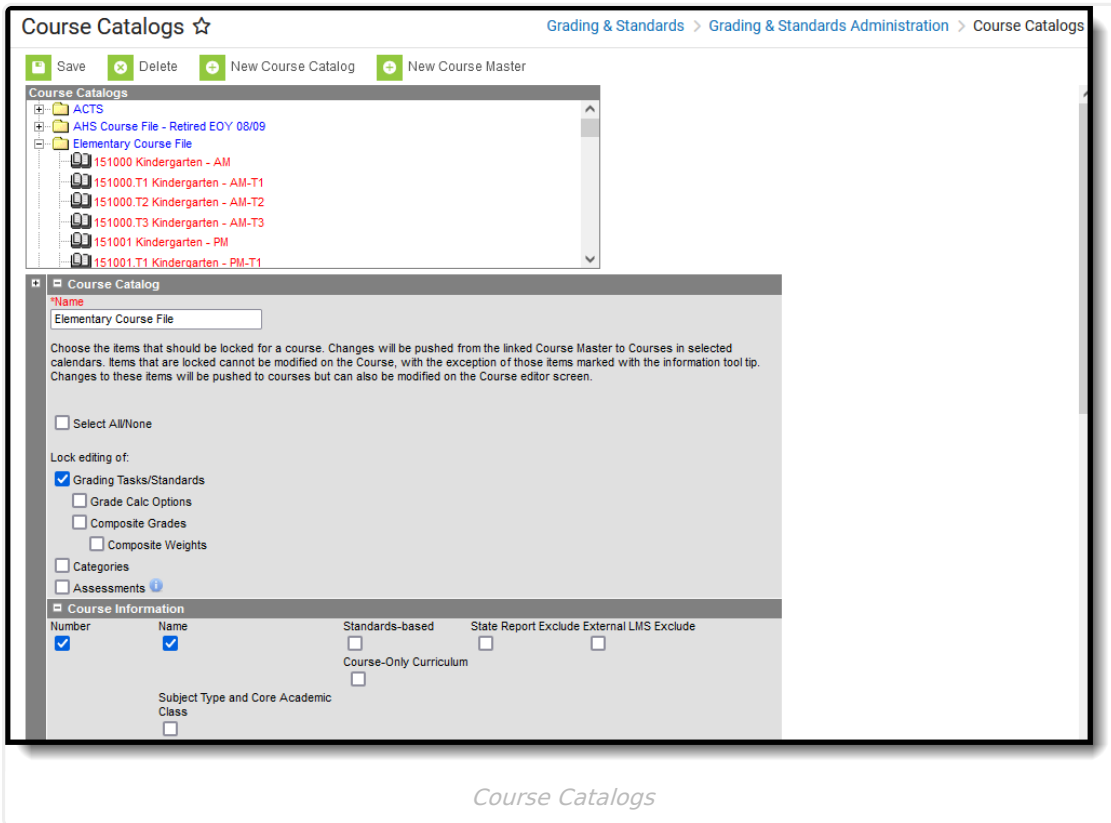 Course Catalogs
Grading & Standards > Grading & Standards Administration > Course Catalogs
Save Delete New Course Catalog New Course Master
Course Catalogs
ACTS
AHS Course File - Retired EOY 08/09
Elementary Course File
151000 Kindergarten - AM
151000.T1 Kindergarten - AM-T1
151000.T2 Kindergarten - AM-T2
151000.T3 Kindergarten - AM-T3
151001 Kindergarten - PM
151001.T1 Kindergarten - PM-T1
Course Catalog
*Name
Elementary Course File
Choose the items that should be locked for a course. Changes will be pushed from the linked Course Master to Courses in selected
calendars. Items that are locked cannot be modified on the Course, with the exception of those items marked with the information tool tip.
Changes to these items will be pushed to courses but can also be modified on the Course editor screen.
Select All/None
Lock editing of:
Grading Tasks/Standards
Grade Calc Options
Composite Grades
Composite Weights
Categories
Assessments
Course Information
Number Name Standards-based State Report Exclude External LMS Exclude
Course-Only Curriculum
Subject Type and Core Academic
Class
Course Catalogs